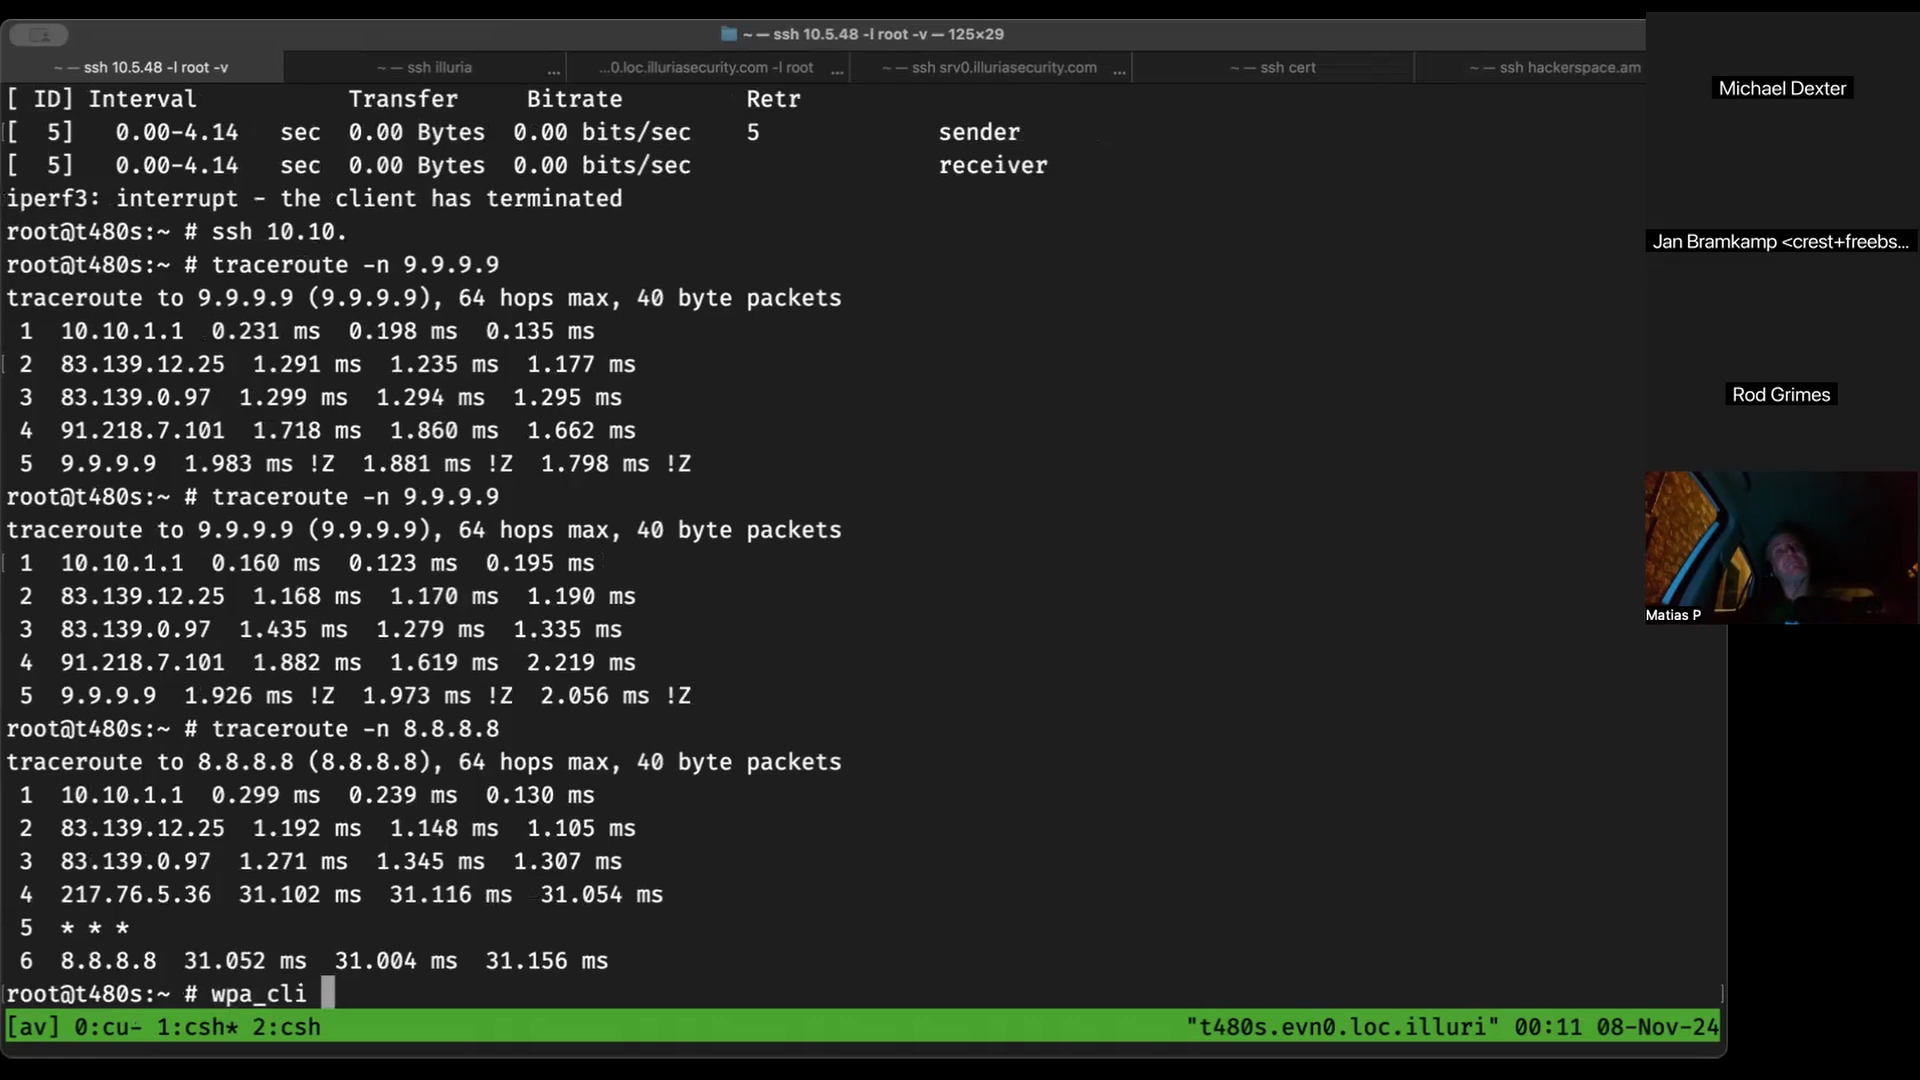 ~ — ssh 10.5.48 -l root -v — 125×29
~ — ssh 10.5.48 -l root -v
~ — ssh illuria ...
...0.loc.illuriasecurity.com -l root ...
~ — ssh srv0.illuriasecurity.com ...
~ — ssh cert
~ — ssh hackerspace.am
[ ID] Interval Transfer Bitrate Retr
[ 5] 0.00-4.14 sec 0.00 Bytes 0.00 bits/sec 5 sender
[ 5] 0.00-4.14 sec 0.00 Bytes 0.00 bits/sec receiver
iperf3: interrupt - the client has terminated
root@t480s:~ # ssh 10.10.
root@t480s:~ # traceroute -n 9.9.9.9
traceroute to 9.9.9.9 (9.9.9.9), 64 hops max, 40 byte packets
1 10.10.1.1 0.231 ms 0.198 ms 0.135 ms
2 83.139.12.25 1.291 ms 1.235 ms 1.177 ms
3 83.139.0.97 1.299 ms 1.294 ms 1.295 ms
4 91.218.7.101 1.718 ms 1.860 ms 1.662 ms
5 9.9.9.9 1.983 ms !Z 1.881 ms !Z 1.798 ms !Z
root@t480s:~ # traceroute -n 9.9.9.9
traceroute to 9.9.9.9 (9.9.9.9), 64 hops max, 40 byte packets
1 10.10.1.1 0.160 ms 0.123 ms 0.195 ms
2 83.139.12.25 1.168 ms 1.170 ms 1.190 ms
3 83.139.0.97 1.435 ms 1.279 ms 1.335 ms
4 91.218.7.101 1.882 ms 1.619 ms 2.219 ms
5 9.9.9.9 1.926 ms !Z 1.973 ms !Z 2.056 ms !Z
root@t480s:~ # traceroute -n 8.8.8.8
traceroute to 8.8.8.8 (8.8.8.8), 64 hops max, 40 byte packets
1 10.10.1.1 0.299 ms 0.239 ms 0.130 ms
2 83.139.12.25 1.192 ms 1.148 ms 1.105 ms
3 83.139.0.97 1.271 ms 1.345 ms 1.307 ms
4 217.76.5.36 31.102 ms 31.116 ms 31.054 ms
5 * * *
6 8.8.8.8 31.052 ms 31.004 ms 31.156 ms
root@t480s:~ # wpa_cli
[av] 0:cu- 1:csh* 2:csh "t480s.evn0.loc.illuri" 00:11 08-Nov-24
Michael Dexter
Jan Bramkamp <crest+freebs...
Rod Grimes
Matias P